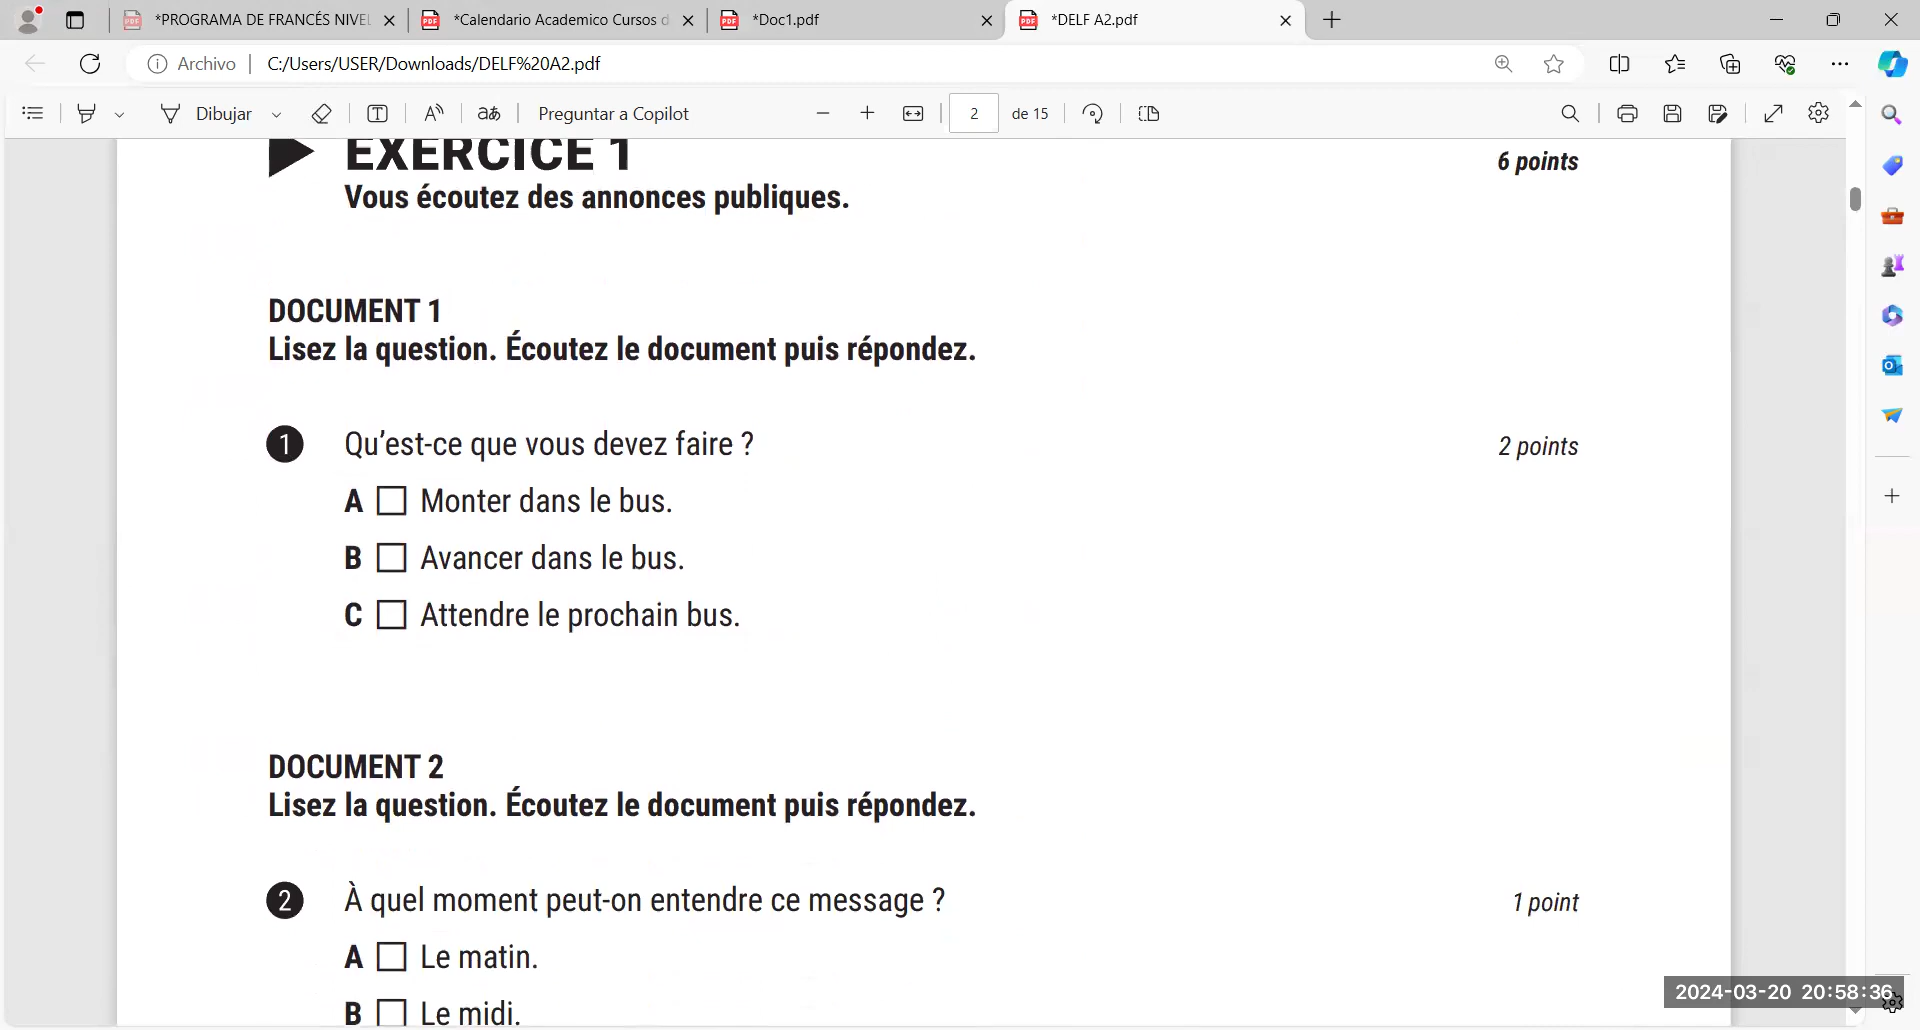 *PROGRAMA DE FRANCÉS NIVEL
*Calendario Academico Cursos d
*Doc1.pdf
*DELF A2.pdf
Archivo
C:/Users/USER/Downloads/DELF%20A2.pdf
Dibujar
Preguntar a Copilot
2
de 15
EXERCICE 1
6 points
Vous écoutez des annonces publiques.
DOCUMENT 1
Lisez la question. Écoutez le document puis répondez.
1 Qu’est-ce que vous devez faire ?
2 points
A Monter dans le bus.
B Avancer dans le bus.
C Attendre le prochain bus.
DOCUMENT 2
Lisez la question. Écoutez le document puis répondez.
2 À quel moment peut-on entendre ce message ?
1 point
A Le matin.
B Le midi.
2024-03-20 20:58:36